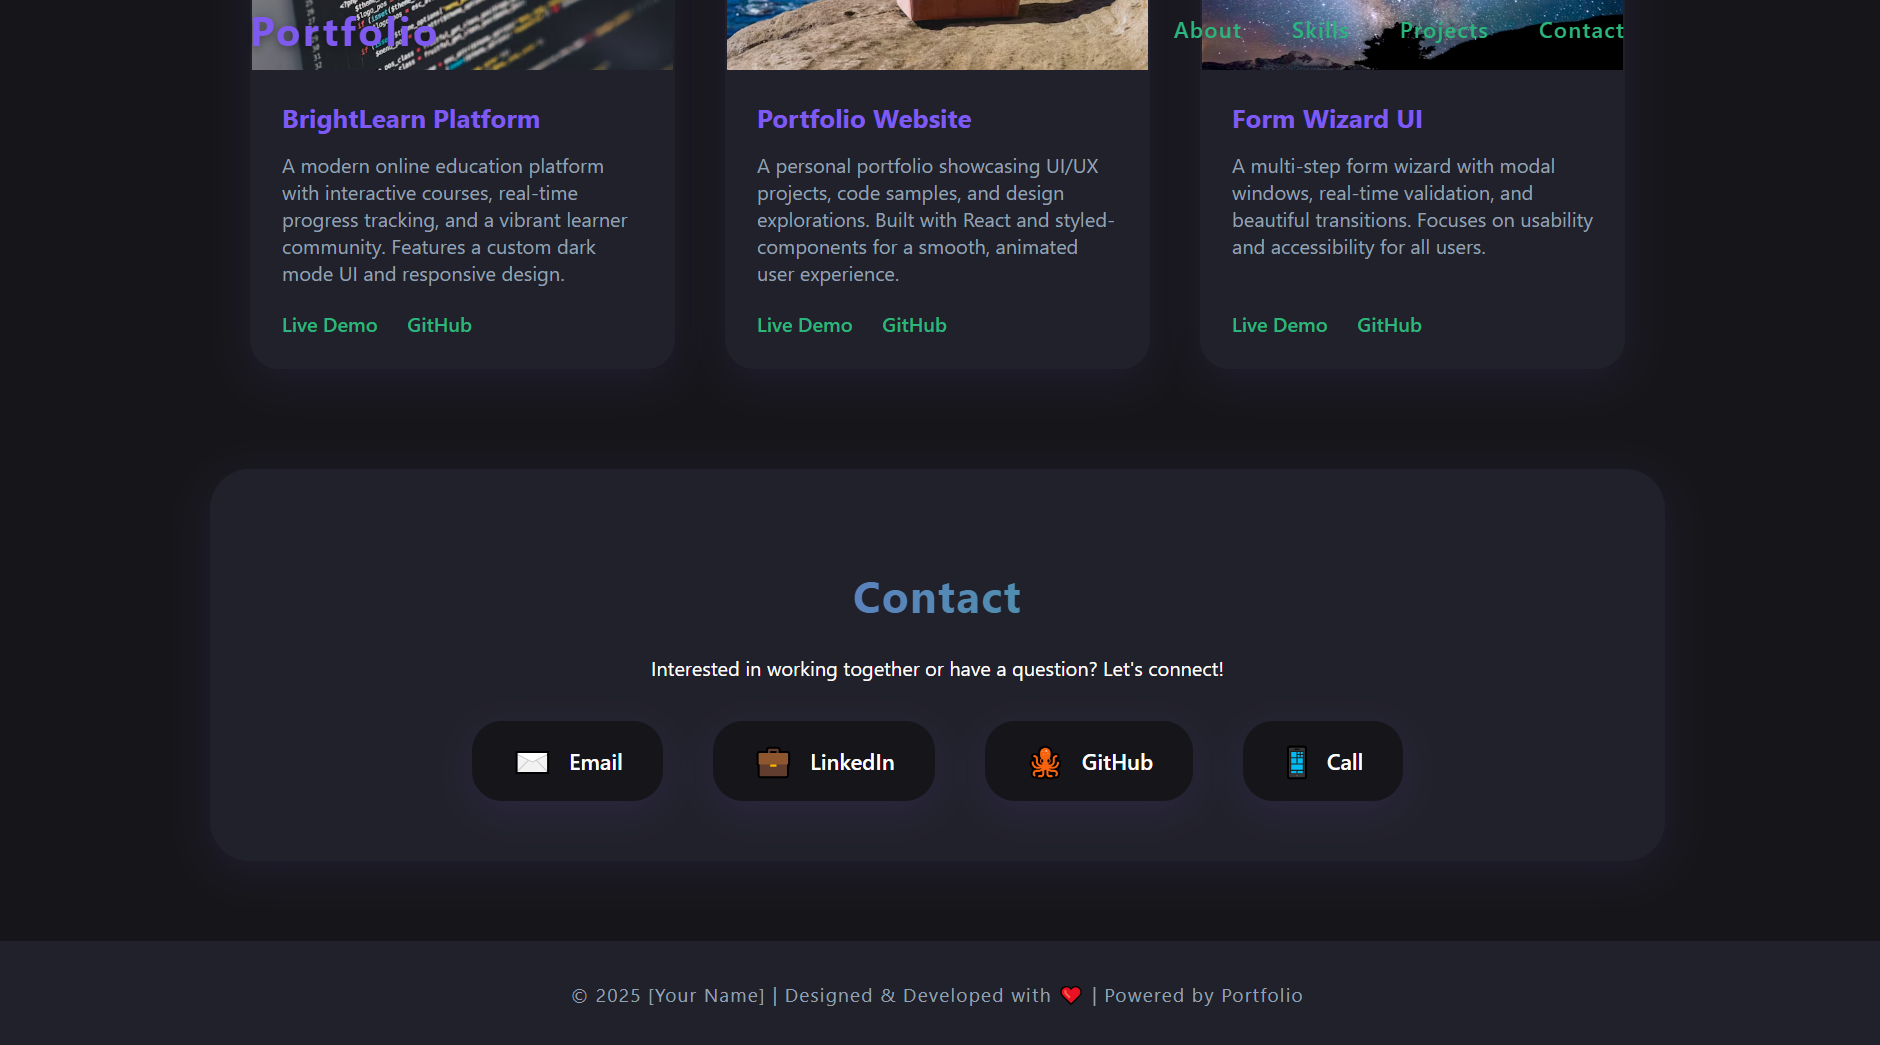 Portfolio
About Skills Projects Contact
BrightLearn Platform
A modern online education platform
with interactive courses, real-time
progress tracking, and a vibrant learner
community. Features a custom dark
mode UI and responsive design.
Live Demo GitHub
Portfolio Website
A personal portfolio showcasing UI/UX
projects, code samples, and design
explorations. Built with React and styled-
components for a smooth, animated
user experience.
Live Demo GitHub
Form Wizard UI
A multi-step form wizard with modal
windows, real-time validation, and
beautiful transitions. Focuses on usability
and accessibility for all users.
Live Demo GitHub
Contact
Interested in working together or have a question? Let's connect!
Email LinkedIn GitHub Call
© 2025 [Your Name] | Designed & Developed with ❤️ | Powered by Portfolio